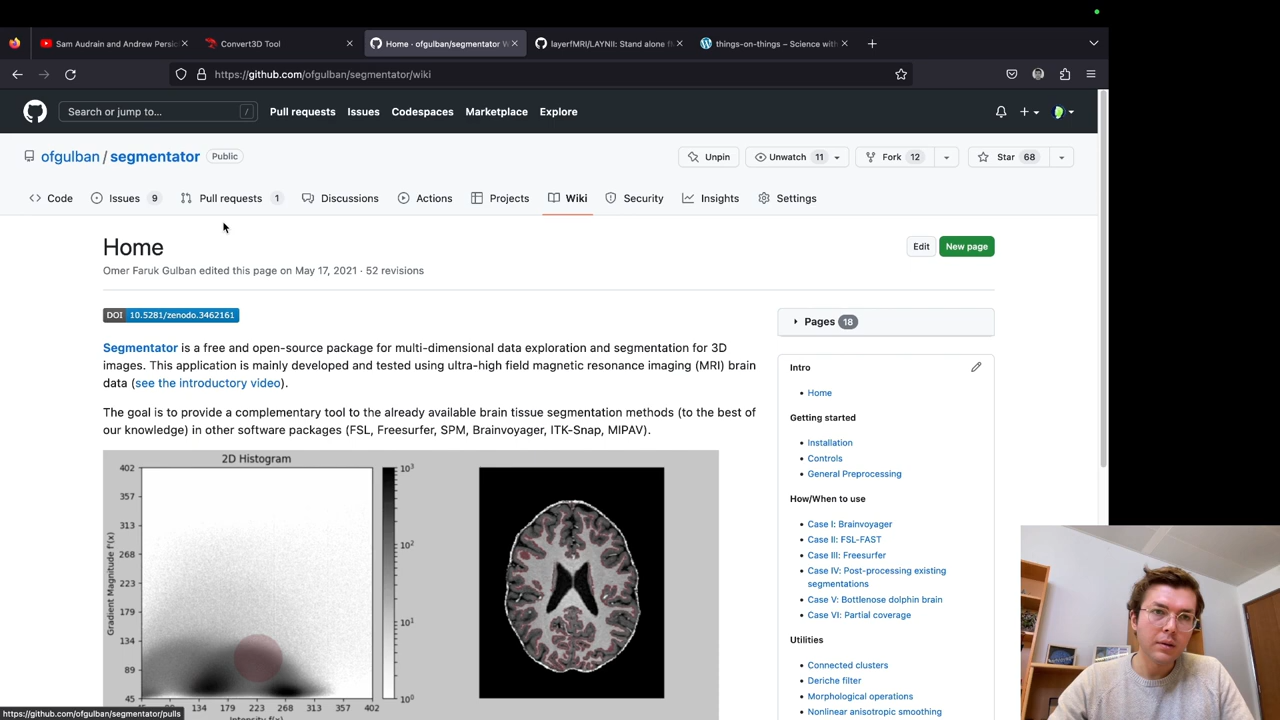 Sam Audrain and Andrew Persic
Convert3D Tool
Home - ofgulban/segmentator W
layerfMRI/LAYNII: Stand alone f
things-on-things – Science with
https://github.com/ofgulban/segmentator/wiki
Search or jump to...
/
Pull requests
Issues
Codespaces
Marketplace
Explore
ofgulban / segmentator
Public
Unpin
Unwatch 11
Fork 12
Star 68
Code
Issues 9
Pull requests 1
Discussions
Actions
Projects
Wiki
Security
Insights
Settings
Home
Edit
New page
Omer Faruk Gulban edited this page on May 17, 2021 · 52 revisions
DOI 10.5281/zenodo.3462161
Segmentator is a free and open-source package for multi-dimensional data exploration and segmentation for 3D
images. This application is mainly developed and tested using ultra-high field magnetic resonance imaging (MRI) brain
data (see the introductory video).
The goal is to provide a complementary tool to the already available brain tissue segmentation methods (to the best of
our knowledge) in other software packages (FSL, Freesurfer, SPM, Brainvoyager, ITK-Snap, MIPAV).
2D Histogram
402
357
313
268
223
179
134
89
45
Gradient Magnitude f'(x)
10³
10²
10¹
10⁰
89
134
179
223
268
313
357
402
Intensity f(x)
Pages 18
Intro
Home
Getting started
Installation
Controls
General Preprocessing
How/When to use
Case I: Brainvoyager
Case II: FSL-FAST
Case III: Freesurfer
Case IV: Post-processing existing
segmentations
Case V: Bottlenose dolphin brain
Case VI: Partial coverage
Utilities
Connected clusters
Deriche filter
Morphological operations
Nonlinear anisotropic smoothing
https://github.com/ofgulban/segmentator/pulls